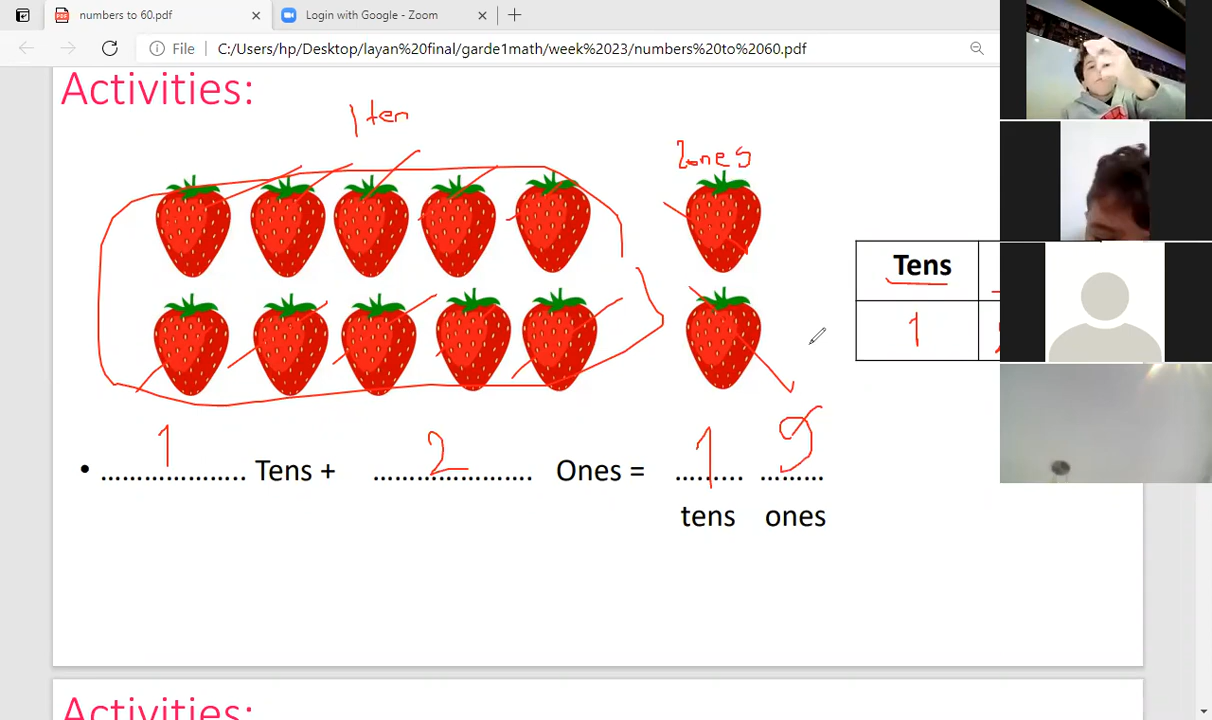 numbers to 60.pdf
Login with Google - Zoom
File C:/Users/hp/Desktop/layan%20final/garde1math/week%2023/numbers%20to%2060.pdf
Activities:
1 ten
2ones
Tens
1
1 2 1 9
• .................... Tens + ...................... Ones = ......... .........
tens ones
Activities: